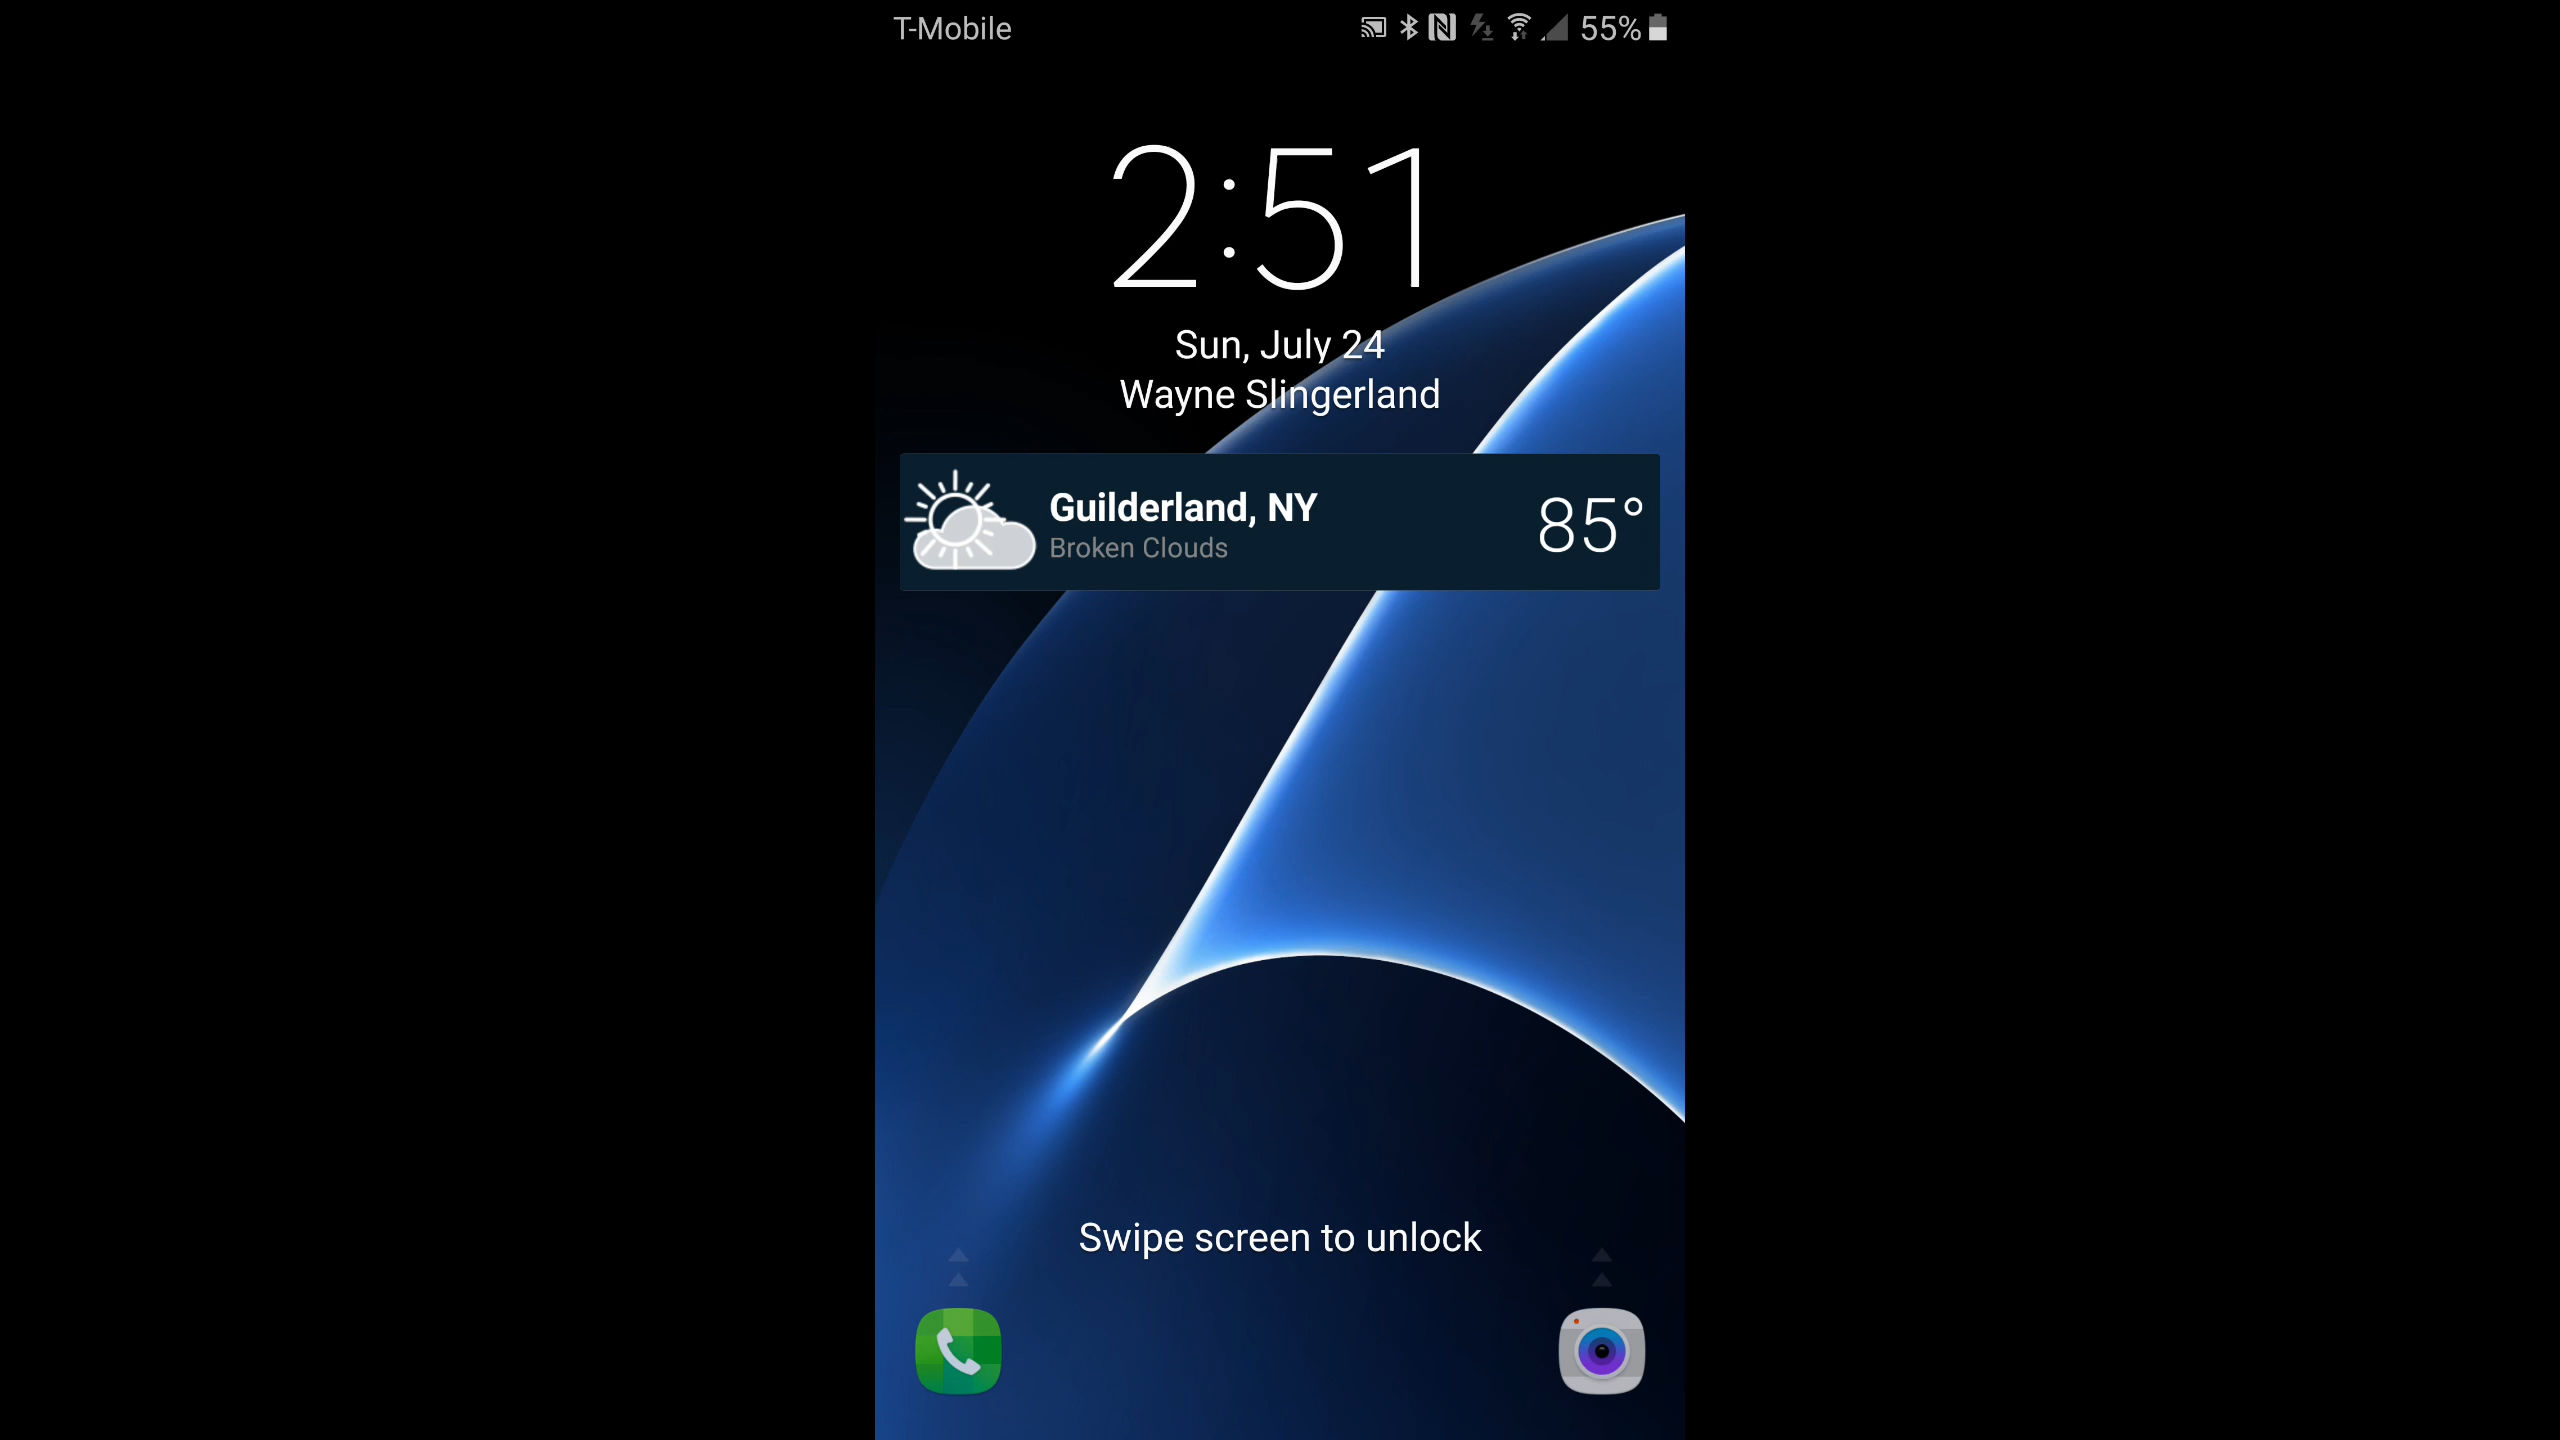 T-Mobile
55%
2:51
Sun, July 24
Wayne Slingerland
Guilderland, NY
Broken Clouds
85°
Swipe screen to unlock